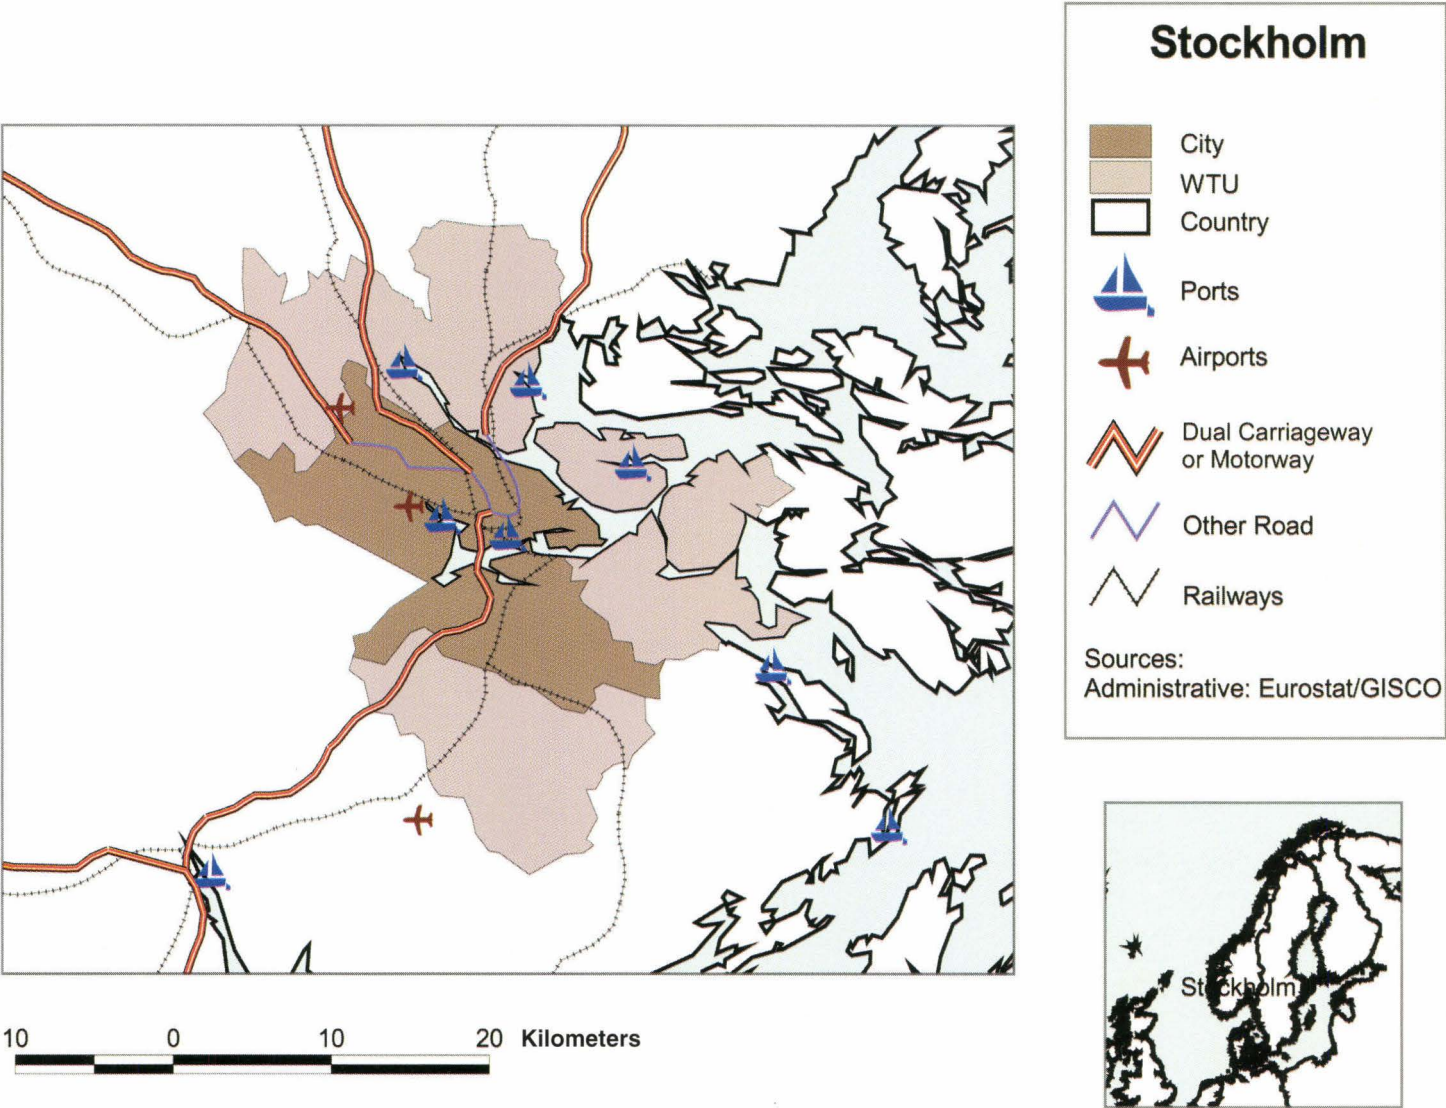 Stockholm
City
WTU
Country
Ports
Airports
Dual Carriageway
or Motorway
Other Road
Railways
Sources:
Administrative: Eurostat/GISCO
10 0 10 20 Kilometers
Stockholm